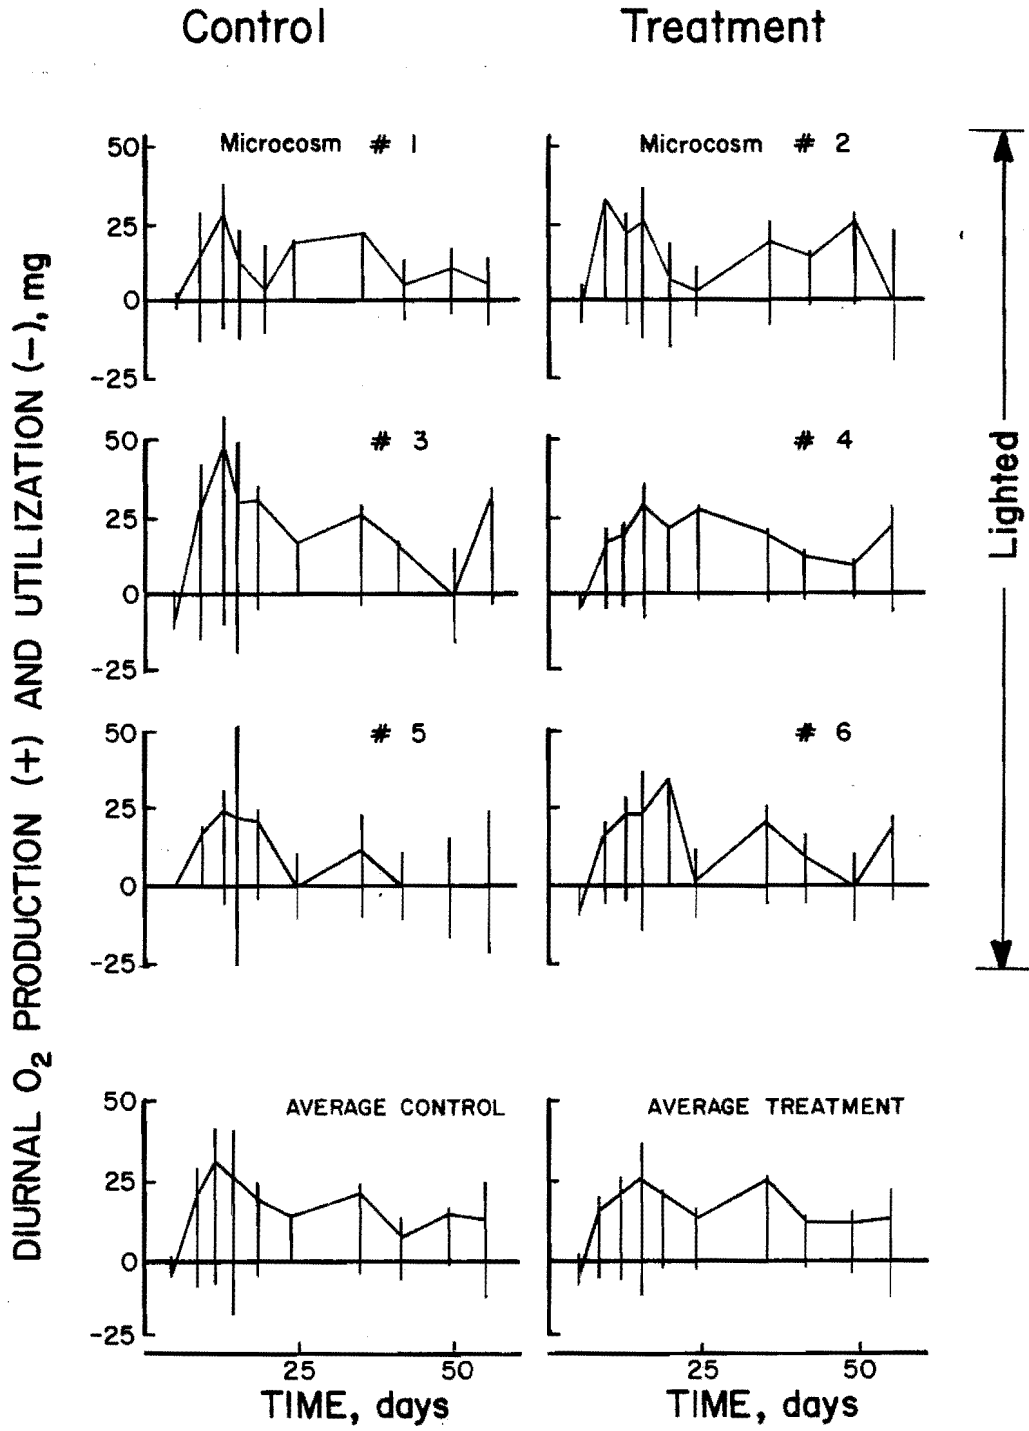 Control
Treatment
DIURNAL O2 PRODUCTION (+) AND UTILIZATION (−), mg
Microcosm # 1
50
25
0
-25
Microcosm # 2
# 3
50
25
0
-25
# 4
# 5
50
25
0
-25
# 6
Lighted
AVERAGE CONTROL
50
25
0
-25
AVERAGE TREATMENT
25 50
TIME, days
25 50
TIME, days